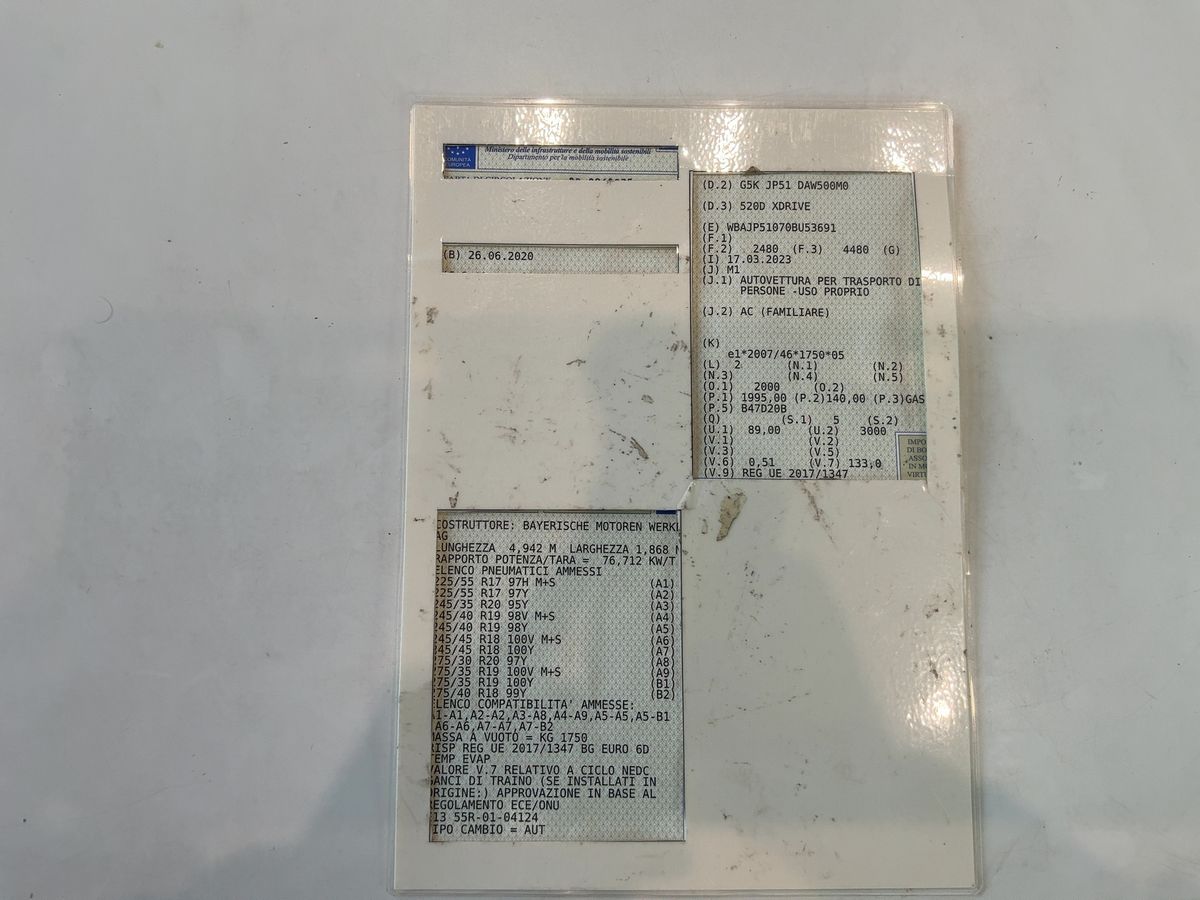 COMUNITÀ
EUROPEA
Ministero delle infrastrutture e della mobilità sostenibili
Dipartimento per la mobilità sostenibile
(B) 26.06.2020
(D.2) G5K JP51 DAW500M0
(D.3) 520D XDRIVE
(E) WBAJP51070BU53691
(F.1)
(F.2) 2480 (F.3) 4480 (G)
(I) 17.03.2023
(J) M1
(J.1) AUTOVETTURA PER TRASPORTO DI
PERSONE -USO PROPRIO
(J.2) AC (FAMILIARE)
(K)
e1*2007/46*1750*05
(L) 2 (N.1) (N.2)
(N.3) (N.4) (N.5)
(O.1) 2000 (O.2)
(P.1) 1995,00 (P.2)140,00 (P.3)GAS
(P.5) B47D20B
(Q) (S.1) 5 (S.2)
(U.1) 89,00 (U.2) 3000
(V.1) (V.2)
(V.3) (V.5)
(V.6) 0,51 (V.7) 133,0
(V.9) REG UE 2017/1347
IMPO
DI BO
ASSO
IN MO
VIRTU
COSTRUTTORE: BAYERISCHE MOTOREN WERKE
AG
LUNGHEZZA 4,942 M LARGHEZZA 1,868 M
RAPPORTO POTENZA/TARA = 76,712 KW/T
ELENCO PNEUMATICI AMMESSI
225/55 R17 97H M+S (A1)
225/55 R17 97Y (A2)
245/35 R20 95Y (A3)
245/40 R19 98V M+S (A4)
245/40 R19 98Y (A5)
245/45 R18 100V M+S (A6)
245/45 R18 100Y (A7)
275/30 R20 97Y (A8)
275/35 R19 100V M+S (A9)
275/35 R19 100Y (B1)
275/40 R18 99Y (B2)
ELENCO COMPATIBILITA' AMMESSE:
A1-A1,A2-A2,A3-A8,A4-A9,A5-A5,A5-B1
A6-A6,A7-A7,A7-B2
MASSA A VUOTO = KG 1750
RISP REG UE 2017/1347 BG EURO 6D
TEMP EVAP
VALORE V.7 RELATIVO A CICLO NEDC
GANCI DI TRAINO (SE INSTALLATI IN
ORIGINE:) APPROVAZIONE IN BASE AL
REGOLAMENTO ECE/ONU
13 55R-01-04124
TIPO CAMBIO = AUT